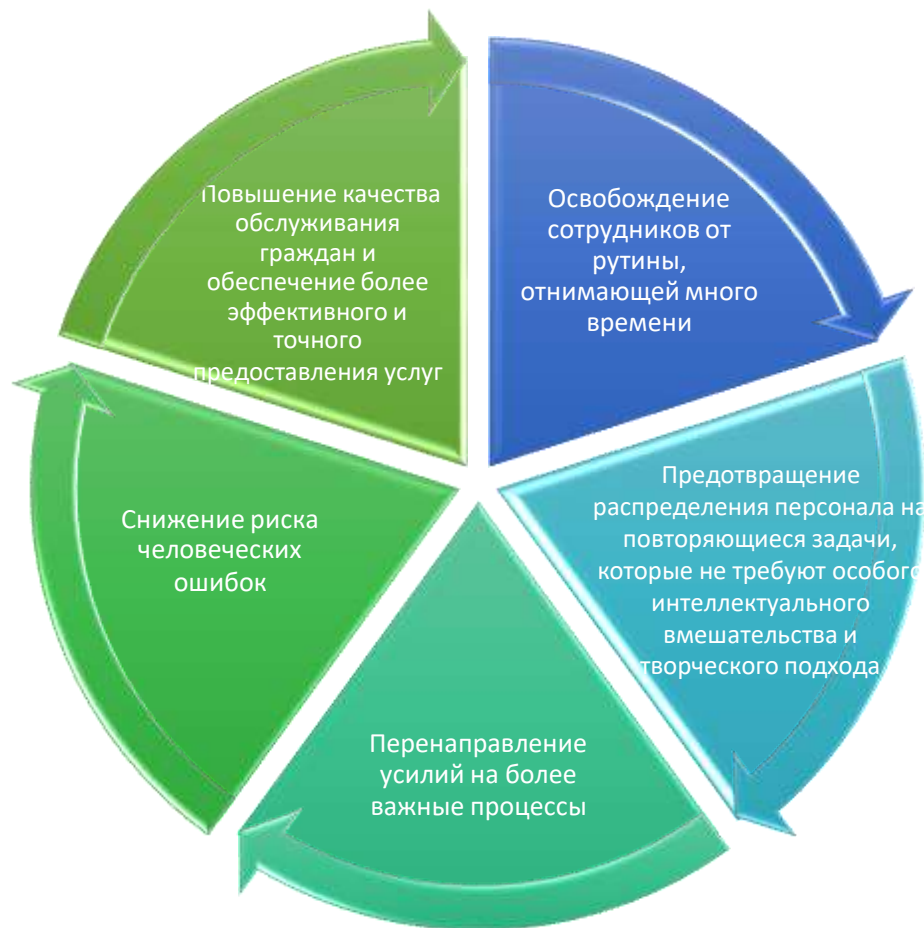 Освобождение
сотрудников от
рутины,
отнимающей много
времени
Предотвращение
распределения персонала на
повторяющиеся задачи,
которые не требуют особого
интеллектуального
вмешательства и
творческого подхода
Перенаправление
усилий на более
важные процессы
Снижение риска
человеческих
ошибок
Повышение качества
обслуживания
граждан и
обеспечение более
эффективного и
точного
предоставления услуг